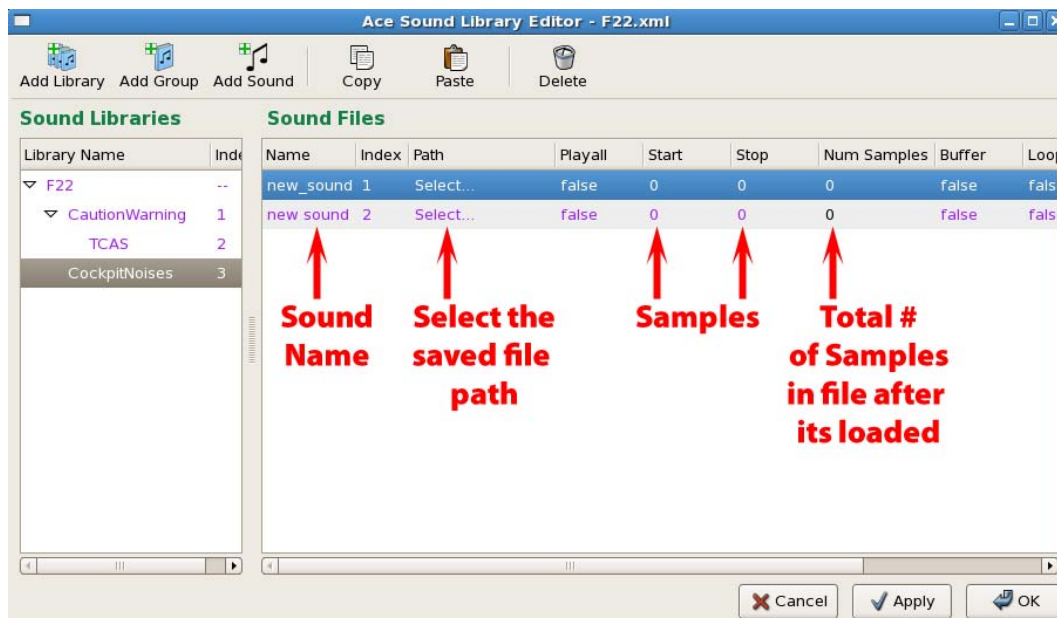 Ace Sound Library Editor - F22.xml
Add Library Add Group Add Sound Copy Paste Delete
Sound Libraries Sound Files
Library Name Inde Name Index Path Playall Start Stop Num Samples Buffer Loop
F22 -- new_sound 1 Select... false 0 0 0 false fals
CautionWarning 1 new sound 2 Select... false 0 0 0 false fals
TCAS 2
CockpitNoises 3
Sound Select the Samples Total #
Name saved file of Samples
path in file after
its loaded
Cancel Apply OK